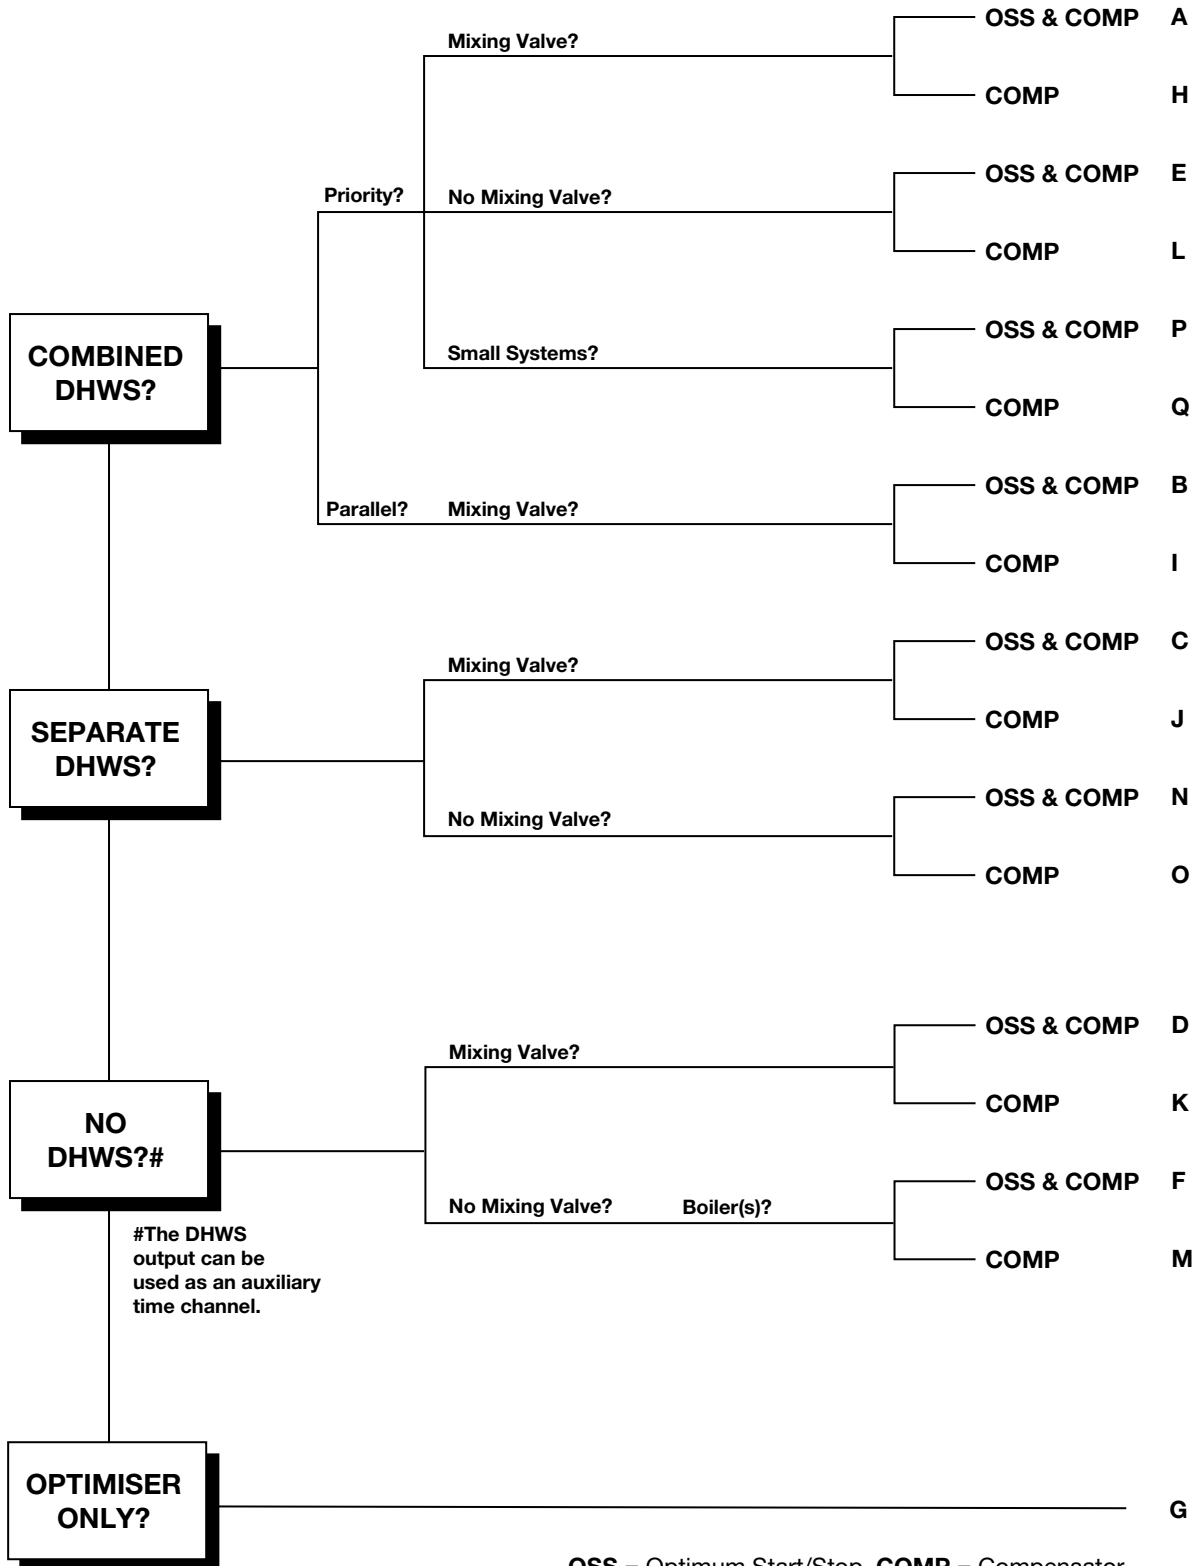 OSS & COMP A
Mixing Valve?
COMP H
OSS & COMP E
Priority? No Mixing Valve?
COMP L
OSS & COMP P
COMBINED
DHWS?
Small Systems?
COMP Q
OSS & COMP B
Parallel? Mixing Valve?
COMP I
OSS & COMP C
Mixing Valve?
SEPARATE
DHWS?
COMP J
OSS & COMP N
No Mixing Valve?
COMP O
OSS & COMP D
Mixing Valve?
COMP K
NO
DHWS?#
OSS & COMP F
No Mixing Valve? Boiler(s)?
COMP M
#The DHWS
output can be
used as an auxiliary
time channel.
OPTIMISER
ONLY?
G
OSS = Optimum Start/Stop COMP = Compensator